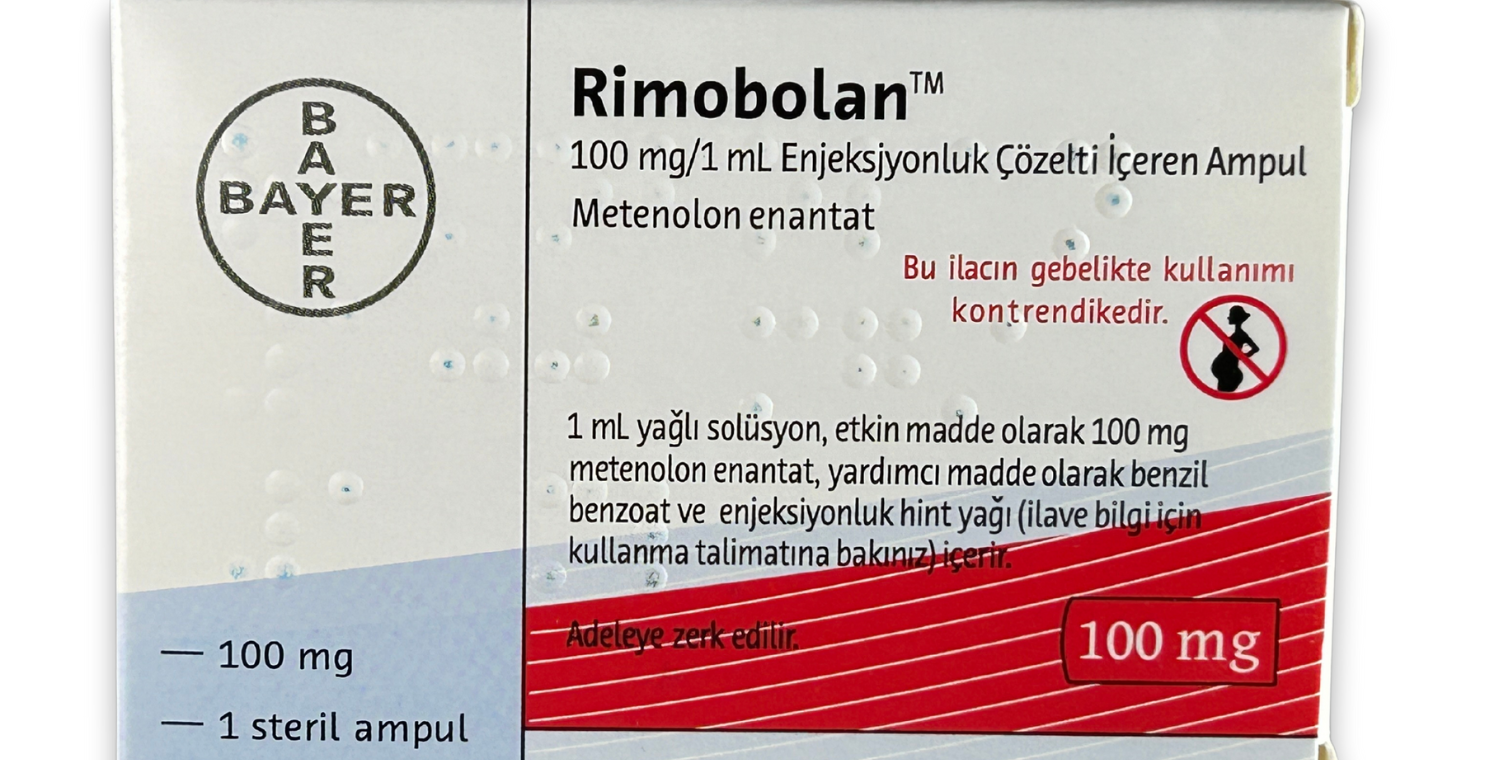 BAYER
BAYER
Rimobolan™
100 mg/1 mL Enjeksjyonluk Çözelti İçeren Ampul
Metenolon enantat
Bu ilacın gebelikte kullanımı
kontrendikedir.
1 mL yağlı solüsyon, etkin madde olarak 100 mg
metenolon enantat, yardımcı madde olarak benzil
benzoat ve enjeksiyonluk hint yağı (ilave bilgi için
kullanma talimatına bakınız) içerir.
Adeleye zerk edilir.
100 mg
— 100 mg
— 1 steril ampul